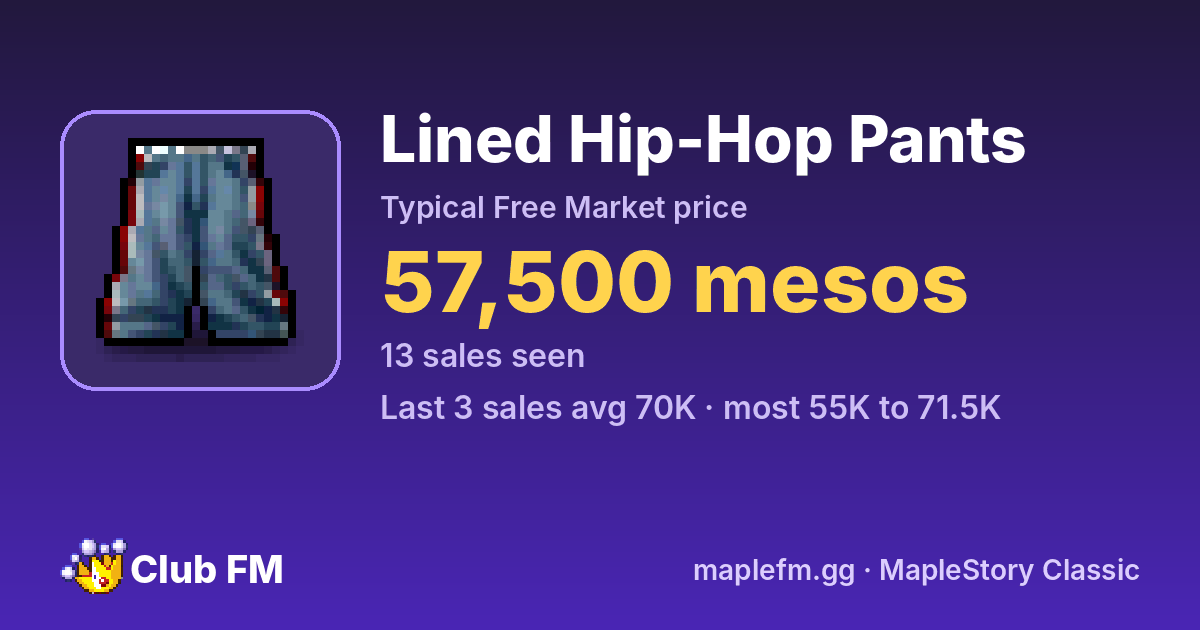 Lined Hip-Hop Pants
Typical Free Market price
57,500 mesos
13 sales seen
Last 3 sales avg 70K · most 55K to 71.5K
Club FM
maplefm.gg · MapleStory Classic